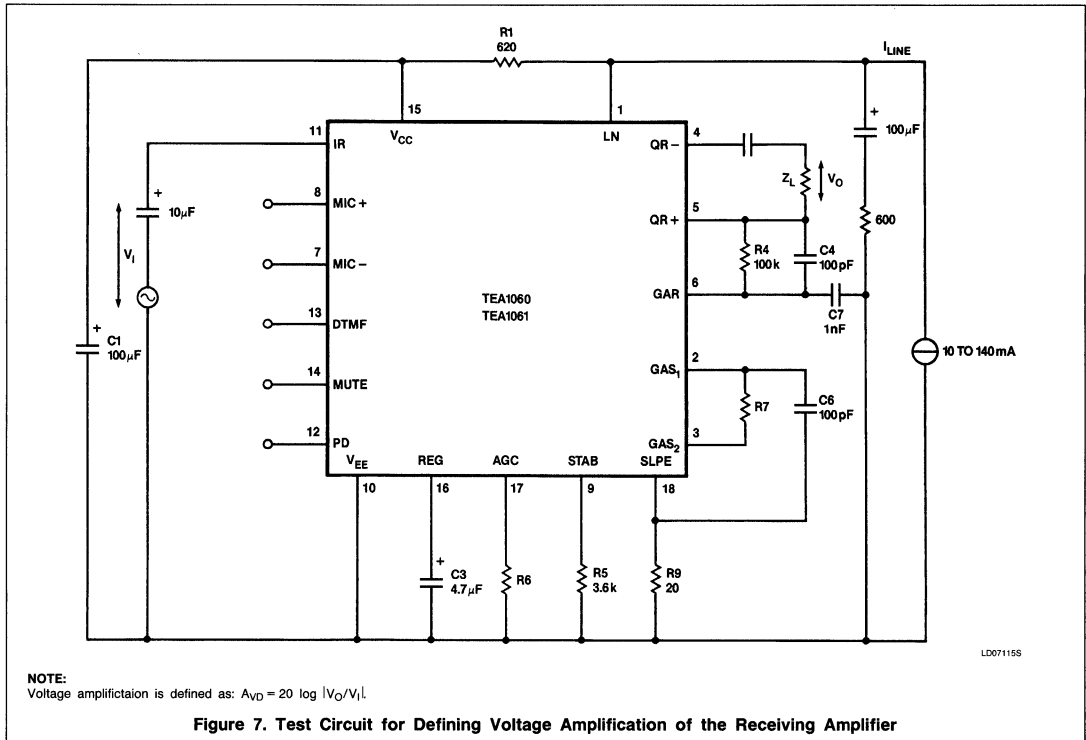 R1
620
I_LINE
15
1
V_CC
LN
11
IR
4
QR −
100µF
+
Z_L
V_O
+
10µF
8
MIC +
5
QR +
600
V_I
7
MIC −
R4
100k
C4
100pF
6
GAR
C7
1nF
TEA1060
TEA1061
13
DTMF
+
C1
100µF
10 TO 140mA
2
GAS₁
14
MUTE
R7
C6
100pF
12
PD
3
GAS₂
V_EE
REG
AGC
STAB
SLPE
10
16
17
9
18
+
C3
4.7µF
R6
R5
3.6k
R9
20
LD07115S
NOTE:
Voltage amplifictaion is defined as: A_VD = 20 log |V_O/V_I|.
Figure 7. Test Circuit for Defining Voltage Amplification of the Receiving Amplifier